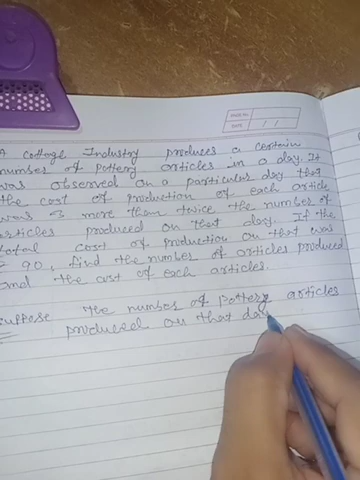 PAGE No.
DATE / /
A cottage Industry produces a certain
number of pottery articles in a day. It
was observed on a particular day that
the cost of production of each article
was 3 more than twice the number of
articles produced on that day. If the
total cost of production on that was
₹ 90, find the number of articles produced
and the cost of each articles.
Suppose the number of pottery articles
produced on that day